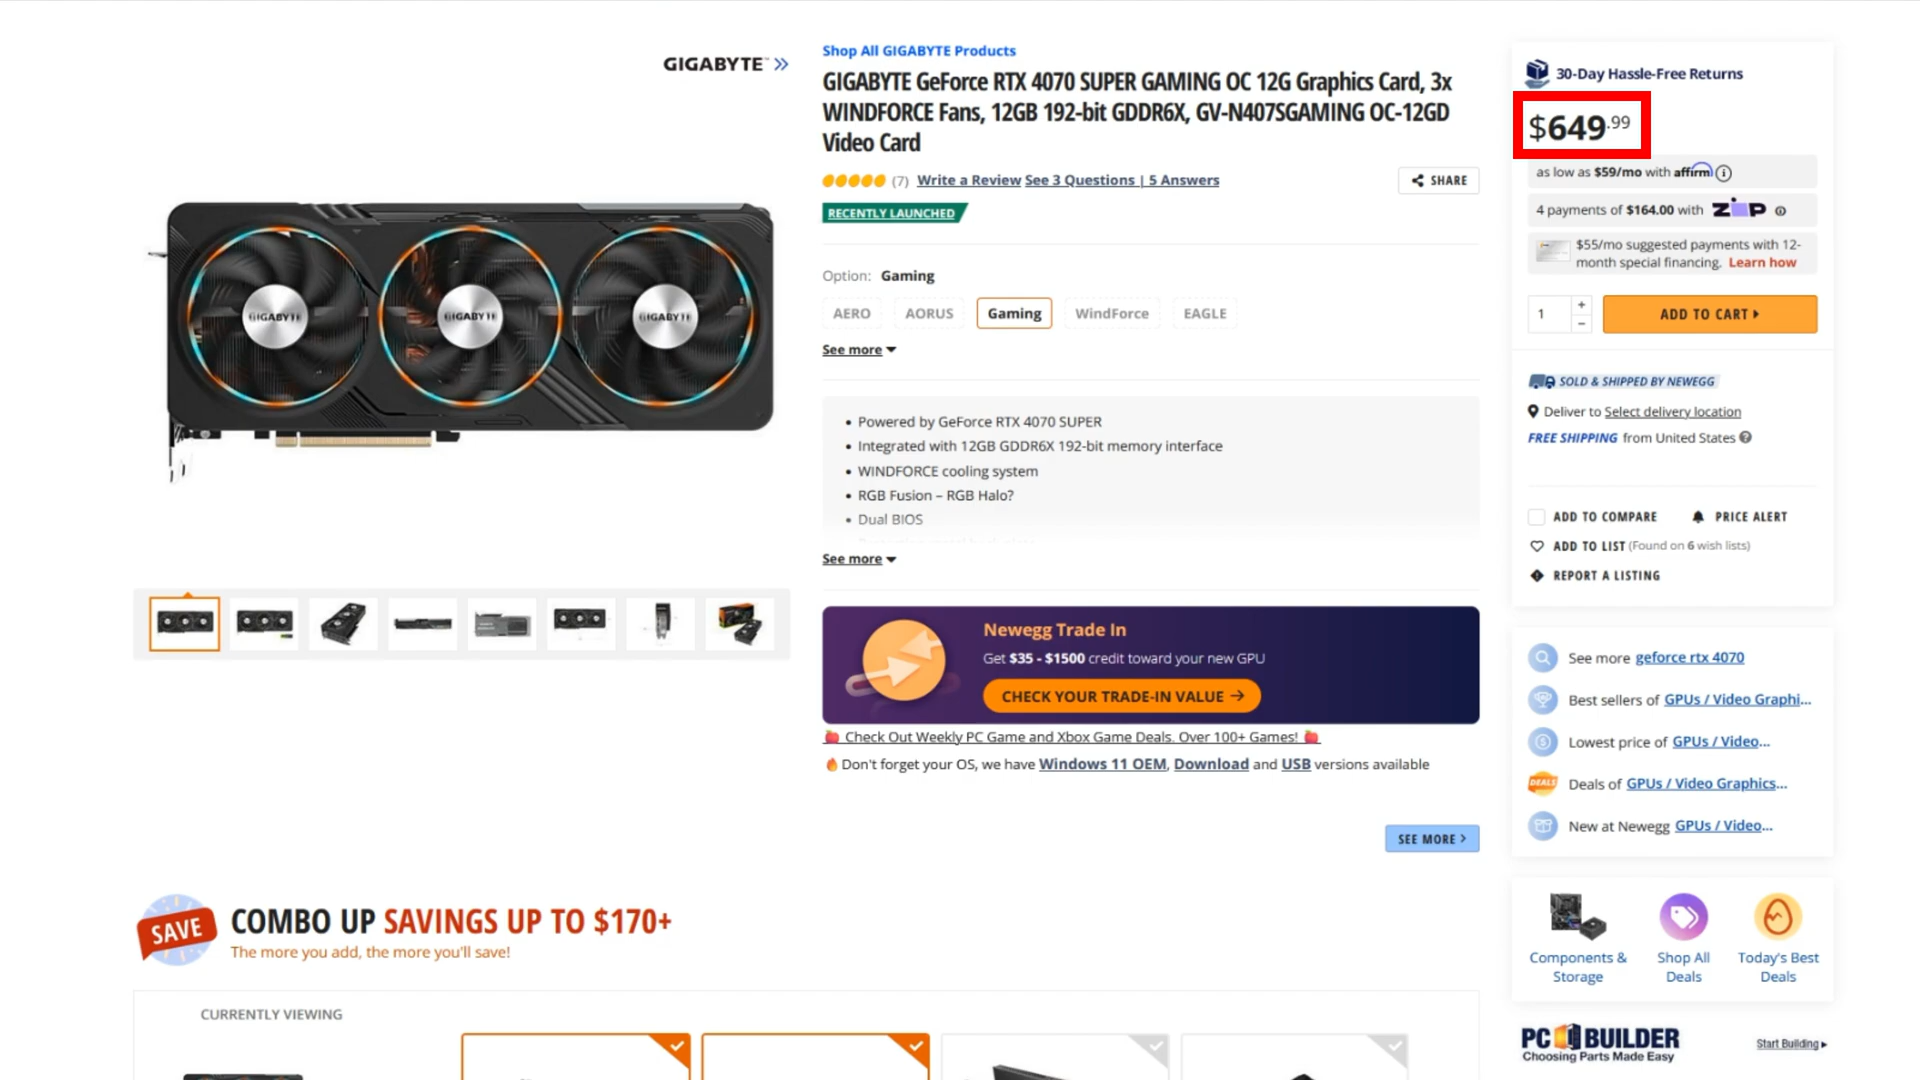 GIGABYTE™
Shop All GIGABYTE Products
GIGABYTE GeForce RTX 4070 SUPER GAMING OC 12G Graphics Card, 3x
WINDFORCE Fans, 12GB 192-bit GDDR6X, GV-N407SGAMING OC-12GD
Video Card
(7) Write a Review See 3 Questions | 5 Answers
SHARE
RECENTLY LAUNCHED
Option: Gaming
AERO AORUS Gaming WindForce EAGLE
See more
Powered by GeForce RTX 4070 SUPER
Integrated with 12GB GDDR6X 192-bit memory interface
WINDFORCE cooling system
RGB Fusion – RGB Halo?
Dual BIOS
See more
GIGABYTE GIGABYTE GIGABYTE
Newegg Trade In
Get $35 - $1500 credit toward your new GPU
CHECK YOUR TRADE-IN VALUE →
Check Out Weekly PC Game and Xbox Game Deals. Over 100+ Games!
Don't forget your OS, we have Windows 11 OEM, Download and USB versions available
SEE MORE >
SAVE
COMBO UP SAVINGS UP TO $170+
The more you add, the more you'll save!
CURRENTLY VIEWING
30-Day Hassle-Free Returns
$649.99
as low as $59/mo with affirm
4 payments of $164.00 with ZIP
$55/mo suggested payments with 12-
month special financing. Learn how
1 + −
ADD TO CART
SOLD & SHIPPED BY NEWEGG
Deliver to Select delivery location
FREE SHIPPING from United States ?
ADD TO COMPARE
PRICE ALERT
ADD TO LIST (Found on 6 wish lists)
REPORT A LISTING
See more geforce rtx 4070
Best sellers of GPUs / Video Graphi...
Lowest price of GPUs / Video...
DEALS
Deals of GPUs / Video Graphics...
New at Newegg GPUs / Video...
Components &
Storage
Shop All
Deals
Today's Best
Deals
PC BUILDER
Choosing Parts Made Easy
Start Building